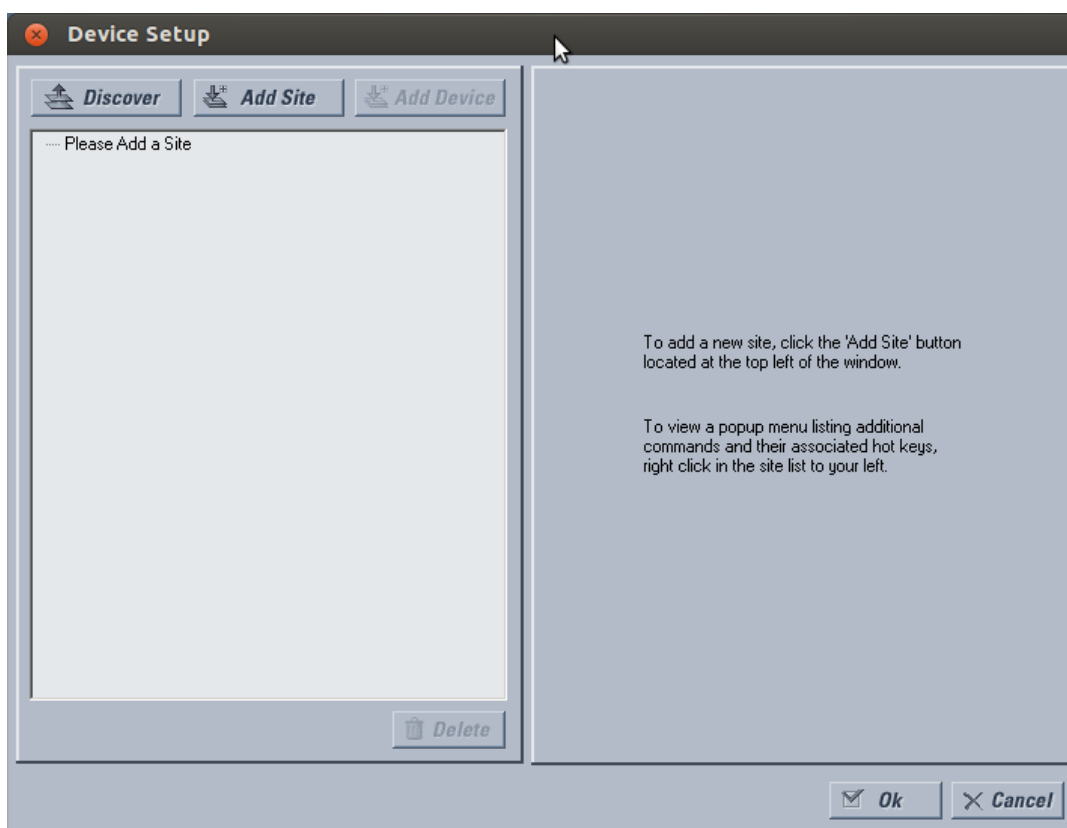 Device Setup
Discover
Add Site
Add Device
Please Add a Site
To add a new site, click the 'Add Site' button
located at the top left of the window.
To view a popup menu listing additional
commands and their associated hot keys,
right click in the site list to your left.
Delete
Ok
Cancel